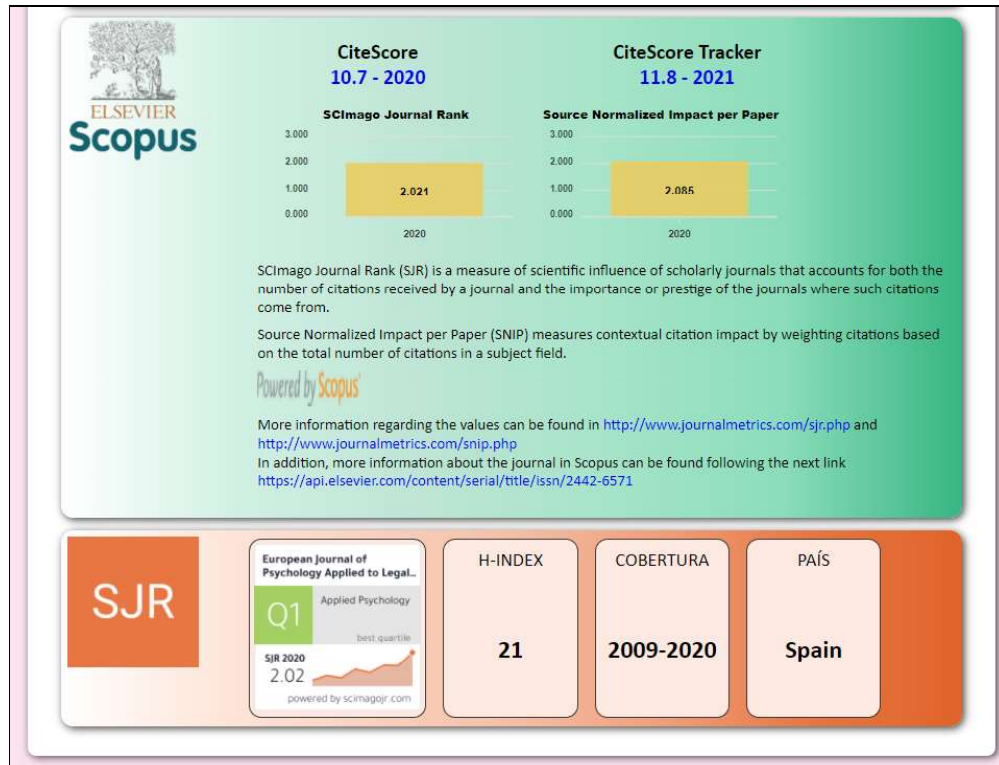 ELSEVIER
Scopus
CiteScore
10.7 - 2020
CiteScore Tracker
11.8 - 2021
SCImago Journal Rank
3.000
2.000
1.000
0.000
2.021
2020
Source Normalized Impact per Paper
3.000
2.000
1.000
0.000
2.085
2020
SCImago Journal Rank (SJR) is a measure of scientific influence of scholarly journals that accounts for both the
number of citations received by a journal and the importance or prestige of the journals where such citations
come from.
Source Normalized Impact per Paper (SNIP) measures contextual citation impact by weighting citations based
on the total number of citations in a subject field.
Powered by Scopus
More information regarding the values can be found in http://www.journalmetrics.com/sjr.php and
http://www.journalmetrics.com/snip.php
In addition, more information about the journal in Scopus can be found following the next link
https://api.elsevier.com/content/serial/title/issn/2442-6571
SJR
European Journal of
Psychology Applied to Legal...
Q1
Applied Psychology
best quartile
SJR 2020
2.02
powered by scimagojr.com
H-INDEX
21
COBERTURA
2009-2020
PAÍS
Spain